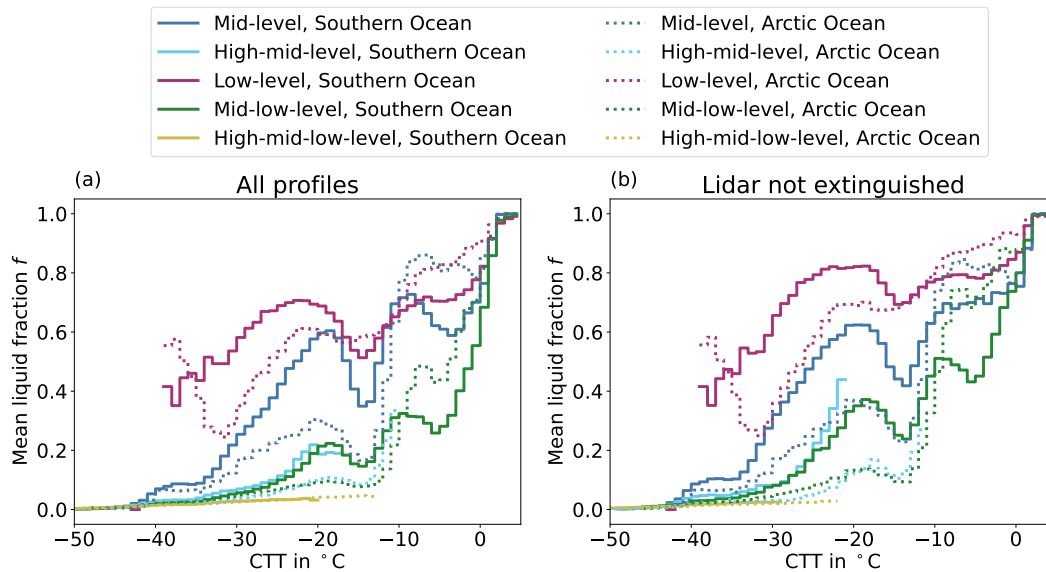 Mid-level, Southern Ocean
High-mid-level, Southern Ocean
Low-level, Southern Ocean
Mid-low-level, Southern Ocean
High-mid-low-level, Southern Ocean
Mid-level, Arctic Ocean
High-mid-level, Arctic Ocean
Low-level, Arctic Ocean
Mid-low-level, Arctic Ocean
High-mid-low-level, Arctic Ocean
(a)
All profiles
Mean liquid fraction f
1.0
0.8
0.6
0.4
0.2
0.0
−50
−40
−30
−20
−10
0
CTT in °C
(b)
Lidar not extinguished
Mean liquid fraction f
1.0
0.8
0.6
0.4
0.2
0.0
−50
−40
−30
−20
−10
0
CTT in °C